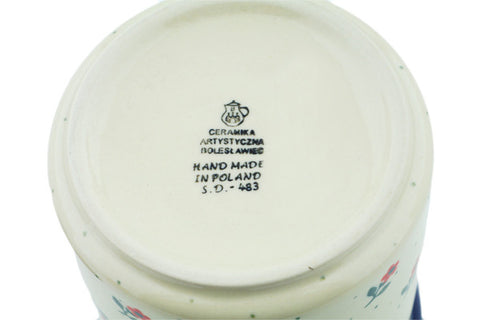 CERAMIKA
ARTYSTYCZNA
BOLESŁAWIEC
HAND MADE
IN POLAND
S.D.-483